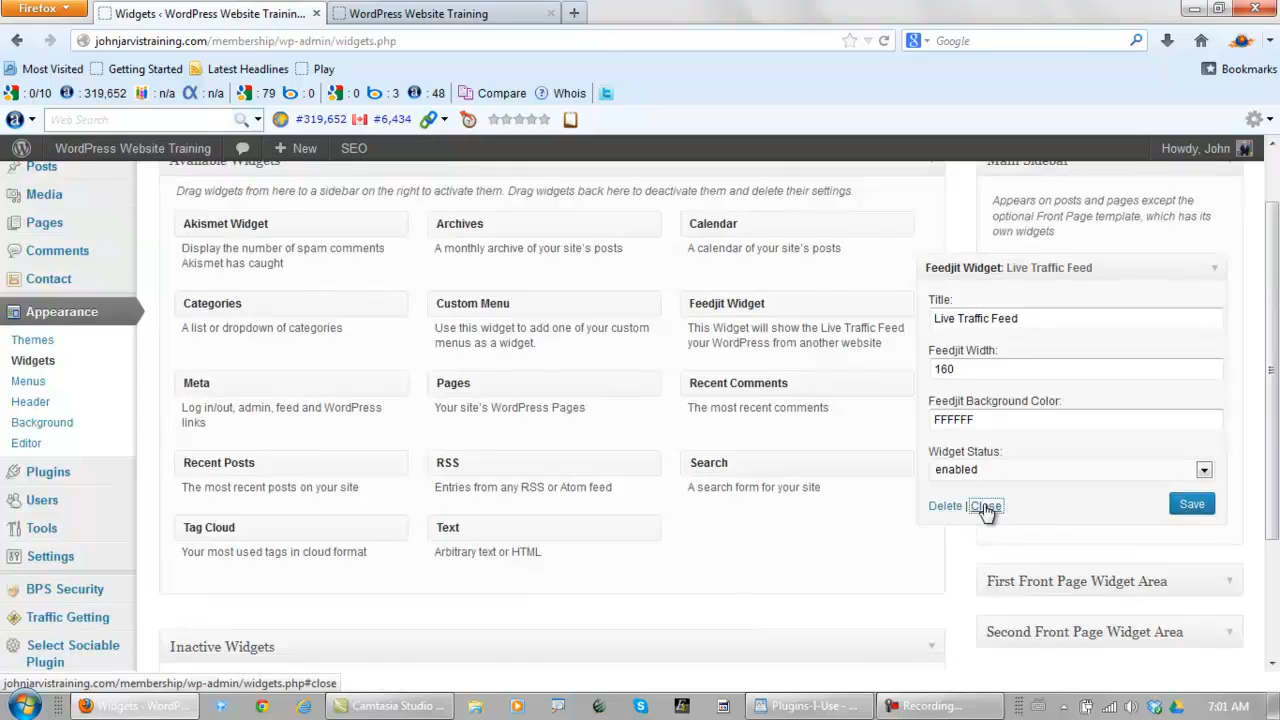 Firefox
Widgets ‹ WordPress Website Trainin... ×
WordPress Website Training ×
johnjarvistraining.com/membership/wp-admin/widgets.php
Google
Most Visited Getting Started Latest Headlines Play
Bookmarks
: 0/10 : 319,652 : n/a : n/a : 79 : 0 : 0 : 3 : 48 Compare Whois
Web Search #319,652 #6,434
WordPress Website Training + New SEO
Howdy, John
Posts
Media
Pages
Comments
Contact
Appearance
Themes
Widgets
Menus
Header
Background
Editor
Plugins
Users
Tools
Settings
BPS Security
Traffic Getting
Select Sociable
Plugin
Available Widgets
Drag widgets from here to a sidebar on the right to activate them. Drag widgets back here to deactivate them and delete their settings.
Akismet Widget
Display the number of spam comments
Akismet has caught
Archives
A monthly archive of your site's posts
Calendar
A calendar of your site's posts
Categories
A list or dropdown of categories
Custom Menu
Use this widget to add one of your custom
menus as a widget.
Feedjit Widget
This Widget will show the Live Traffic Feed
your WordPress from another website
Meta
Log in/out, admin, feed and WordPress
links
Pages
Your site's WordPress Pages
Recent Comments
The most recent comments
Recent Posts
The most recent posts on your site
RSS
Entries from any RSS or Atom feed
Search
A search form for your site
Tag Cloud
Your most used tags in cloud format
Text
Arbitrary text or HTML
Inactive Widgets
Main Sidebar
Appears on posts and pages except the
optional Front Page template, which has its
own widgets
Feedjit Widget: Live Traffic Feed
Title:
Live Traffic Feed
Feedjit Width:
160
Feedjit Background Color:
FFFFFF
Widget Status:
enabled
Delete | Close
Save
First Front Page Widget Area
Second Front Page Widget Area
johnjarvistraining.com/membership/wp-admin/widgets.php#close
Widgets ‹ WordP...
Camtasia Studio ...
Plugins-I-Use - ...
Recording...
7:01 AM